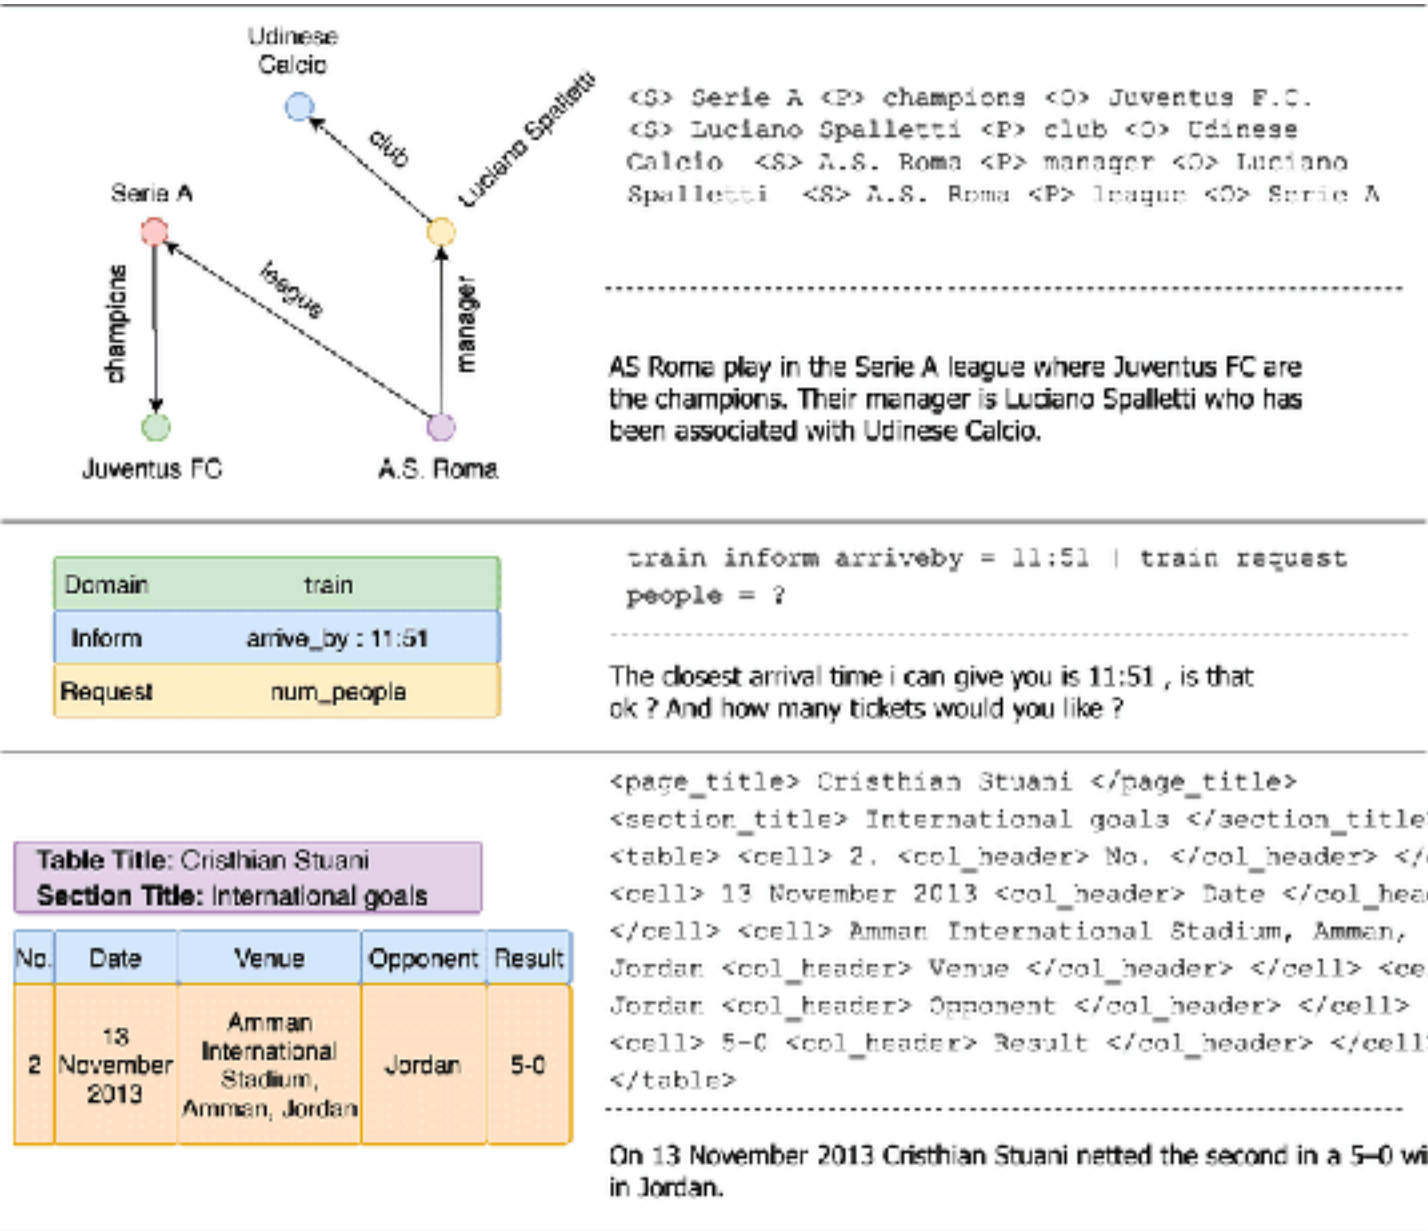 Udinese
Calcio
club
Luciano Spalletti
Serie A
champions
league
manager
Juventus FC
A.S. Roma
<S> Serie A <P> champions <O> Juventus F.C.
<S> Luciano Spalletti <P> club <O> Udinese
Calcio <S> A.S. Roma <P> manager <O> Luciano
Spalletti <S> A.S. Roma <P> league <O> Serie A
AS Roma play in the Serie A league where Juventus FC are
the champions. Their manager is Luciano Spalletti who has
been associated with Udinese Calcio.
Domain train
Inform arrive_by : 11:51
Request num_people
train inform arriveby = 11:51 | train request
people = ?
The closest arrival time i can give you is 11:51 , is that
ok ? And how many tickets would you like ?
Table Title: Cristhian Stuani
Section Title: International goals
No. Date Venue Opponent Result
2
13
November
2013
Amman
International
Stadium,
Amman, Jordan
Jordan
5-0
<page_title> Cristhian Stuani </page_title>
<section_title> International goals </section_title
<table> <cell> 2. <col_header> No. </col_header> </
<cell> 13 November 2013 <col_header> Date </col_hea
</cell> <cell> Amman International Stadium, Amman,
Jordan <col_header> Venue </col_header> </cell> <ce
Jordan <col_header> Opponent </col_header> </cell>
<cell> 5-0 <col_header> Result </col_header> </cell
</table>
On 13 November 2013 Cristhian Stuani netted the second in a 5–0 wi
in Jordan.